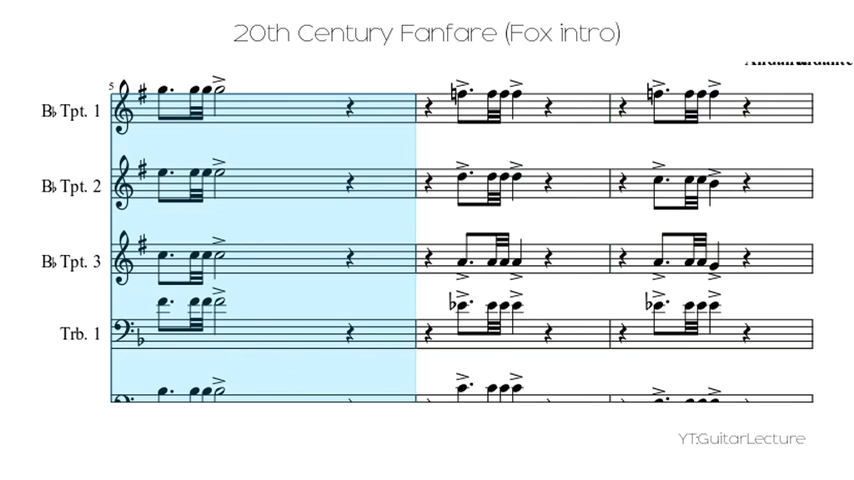 20th Century Fanfare (Fox intro)
5
B♭ Tpt. 1
B♭ Tpt. 2
B♭ Tpt. 3
Trb. 1
YT:GuitarLecture